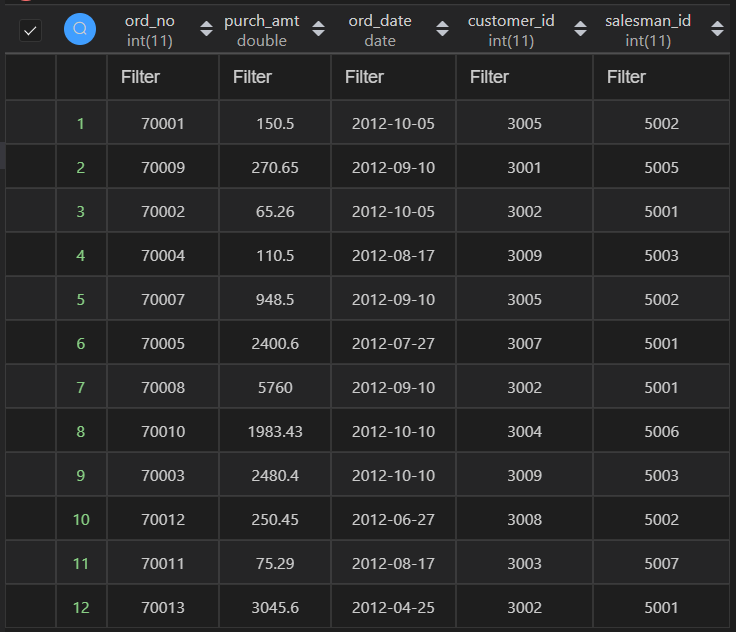 ord_no purch_amt ord_date customer_id salesman_id
int(11) double date int(11) int(11)
Filter Filter Filter Filter Filter
1 70001 150.5 2012-10-05 3005 5002
2 70009 270.65 2012-09-10 3001 5005
3 70002 65.26 2012-10-05 3002 5001
4 70004 110.5 2012-08-17 3009 5003
5 70007 948.5 2012-09-10 3005 5002
6 70005 2400.6 2012-07-27 3007 5001
7 70008 5760 2012-09-10 3002 5001
8 70010 1983.43 2012-10-10 3004 5006
9 70003 2480.4 2012-10-10 3009 5003
10 70012 250.45 2012-06-27 3008 5002
11 70011 75.29 2012-08-17 3003 5007
12 70013 3045.6 2012-04-25 3002 5001